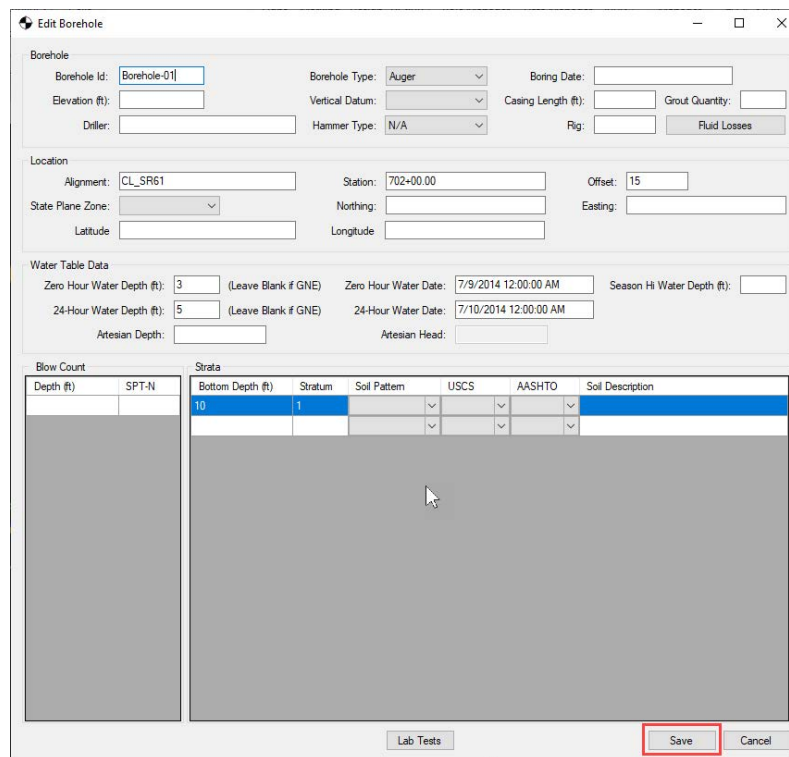 Edit Borehole
Borehole
Borehole Id: Borehole-01 Borehole Type: Auger Boring Date:
Elevation (ft): Vertical Datum: Casing Length (ft): Grout Quantity:
Driller: Hammer Type: N/A Rig: Fluid Losses
Location
Alignment: CL_SR61 Station: 702+00.00 Offset: 15
State Plane Zone: Northing: Easting:
Latitude Longitude
Water Table Data
Zero Hour Water Depth (ft): 3 (Leave Blank if GNE) Zero Hour Water Date: 7/9/2014 12:00:00 AM Season Hi Water Depth (ft):
24-Hour Water Depth (ft): 5 (Leave Blank if GNE) 24-Hour Water Date: 7/10/2014 12:00:00 AM
Artesian Depth: Artesian Head:
Blow Count Strata
Depth (ft) SPT-N Bottom Depth (ft) Stratum Soil Pattern USCS AASHTO Soil Description
10 1
Lab Tests Save Cancel